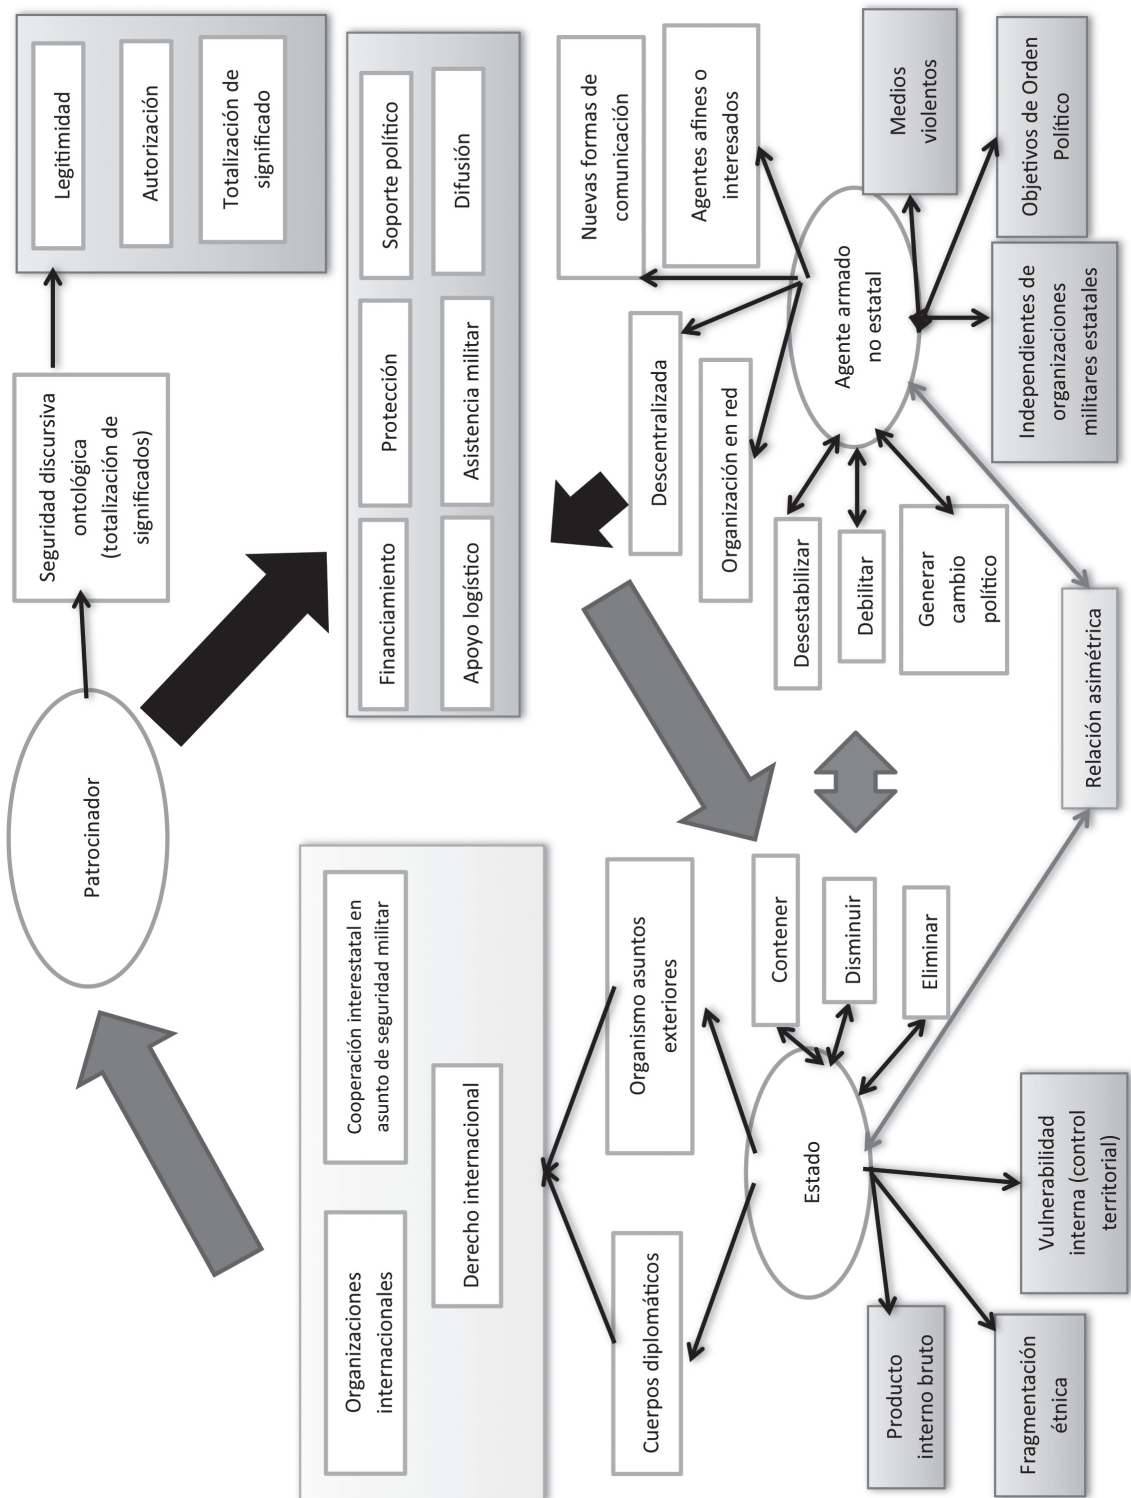 Patrocinador
Seguridad discursiva
ontológica
(totalización de
significados)
Legitimidad
Autorización
Totalización de
significado
Organizaciones
internacionales
Cooperación interestatal en
asunto de seguridad militar
Derecho internacional
Financiamiento
Protección
Soporte político
Apoyo logístico
Asistencia militar
Difusión
Cuerpos diplomáticos
Organismo asuntos
exteriores
Descentralizada
Nuevas formas de
comunicación
Organización en red
Agentes afines o
interesados
Estado
Contener
Disminuir
Eliminar
Desestabilizar
Debilitar
Generar
cambio
político
Agente armado
no estatal
Medios
violentos
Producto
interno bruto
Fragmentación
étnica
Vulnerabilidad
interna (control
territorial)
Relación asimétrica
Independientes de
organizaciones
militares estatales
Objetivos de Orden
Político